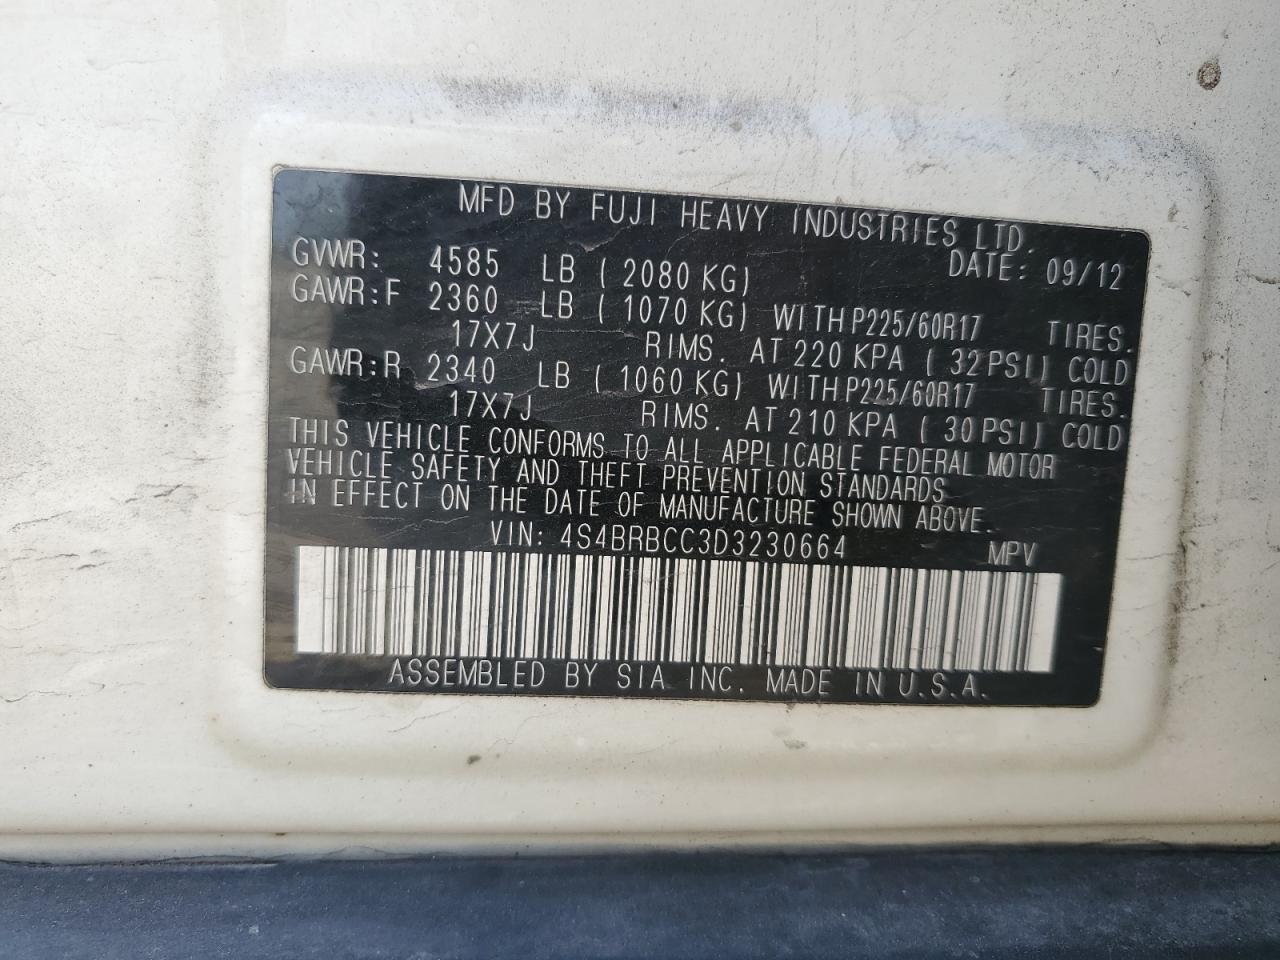 MFD BY FUJI HEAVY INDUSTRIES LTD.
DATE: 09/12
GVWR: 4585 LB (2080 KG)
GAWR:F 2360 LB (1070 KG) WITH P225/60R17 TIRES.
17X7J RIMS. AT 220 KPA (32 PSI) COLD
GAWR:R 2340 LB (1060 KG) WITH P225/60R17 TIRES.
17X7J RIMS. AT 210 KPA (30 PSI) COLD
THIS VEHICLE CONFORMS TO ALL APPLICABLE FEDERAL MOTOR
VEHICLE SAFETY AND THEFT PREVENTION STANDARDS
IN EFFECT ON THE DATE OF MANUFACTURE SHOWN ABOVE.
VIN: 4S4BRBCC3D3230664 MPV
ASSEMBLED BY SIA INC. MADE IN U.S.A.